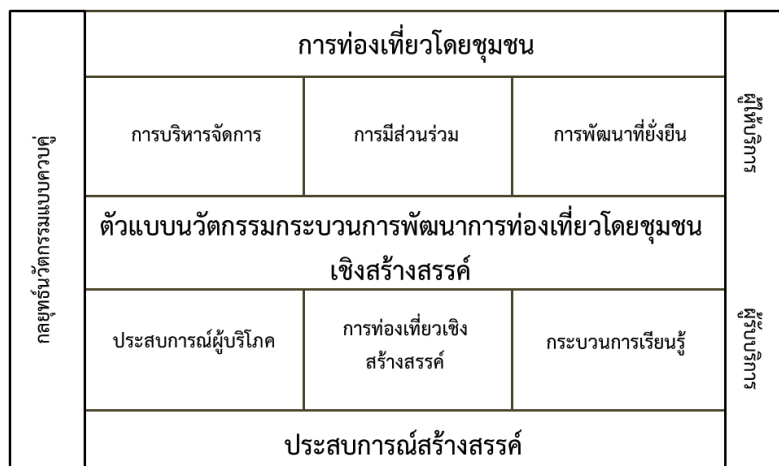 การท่องเที่ยวโดยชุมชน
กลยุทธ์นวัตกรรมแบบควบคู่
การบริหารจัดการ
การมีส่วนร่วม
การพัฒนาที่ยั่งยืน
ผู้ให้บริการ
ตัวแบบนวัตกรรมกระบวนการพัฒนาการท่องเที่ยวโดยชุมชน
เชิงสร้างสรรค์
ประสบการณ์ผู้บริโภค
การท่องเที่ยวเชิง
สร้างสรรค์
กระบวนการเรียนรู้
ผู้รับบริการ
ประสบการณ์สร้างสรรค์